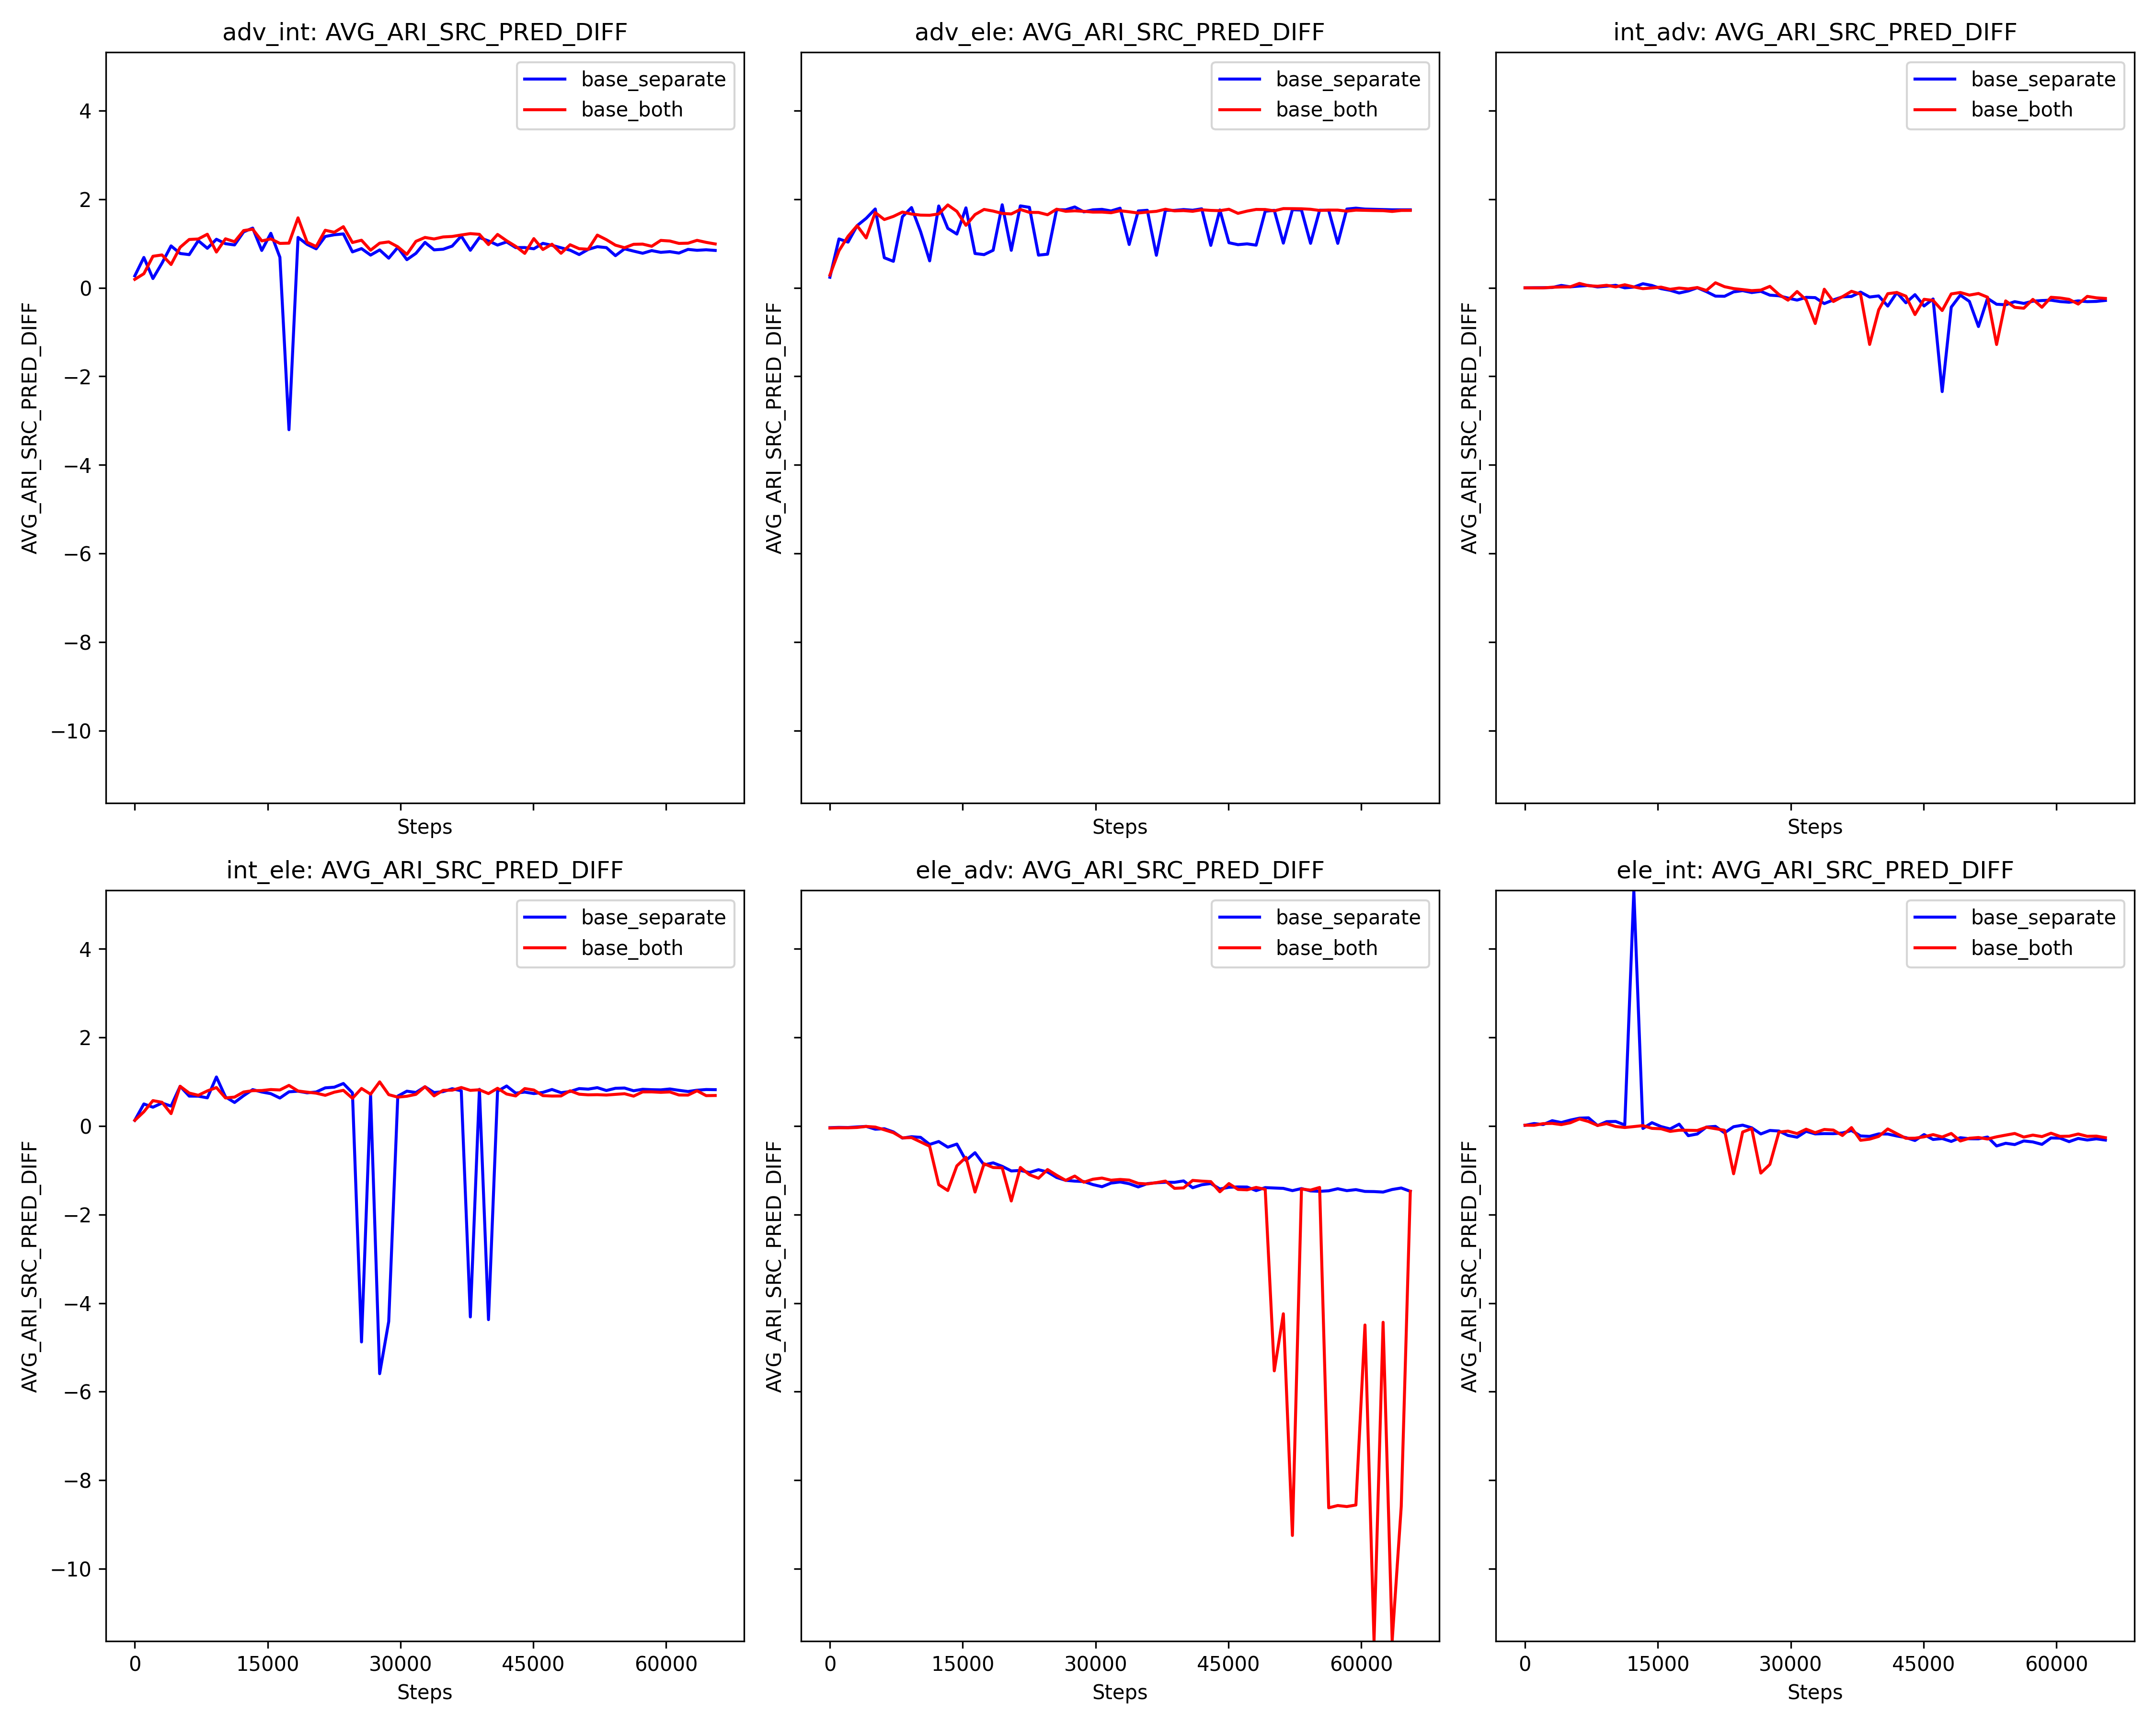 adv_int: AVG_ARI_SRC_PRED_DIFF
adv_ele: AVG_ARI_SRC_PRED_DIFF
int_adv: AVG_ARI_SRC_PRED_DIFF
base_separate
base_both
base_separate
base_both
base_separate
base_both
4
2
0
−2
−4
−6
−8
−10
AVG_ARI_SRC_PRED_DIFF
AVG_ARI_SRC_PRED_DIFF
AVG_ARI_SRC_PRED_DIFF
Steps
Steps
Steps
int_ele: AVG_ARI_SRC_PRED_DIFF
ele_adv: AVG_ARI_SRC_PRED_DIFF
ele_int: AVG_ARI_SRC_PRED_DIFF
base_separate
base_both
base_separate
base_both
base_separate
base_both
4
2
0
−2
−4
−6
−8
−10
AVG_ARI_SRC_PRED_DIFF
AVG_ARI_SRC_PRED_DIFF
AVG_ARI_SRC_PRED_DIFF
0 15000 30000 45000 60000
0 15000 30000 45000 60000
0 15000 30000 45000 60000
Steps
Steps
Steps